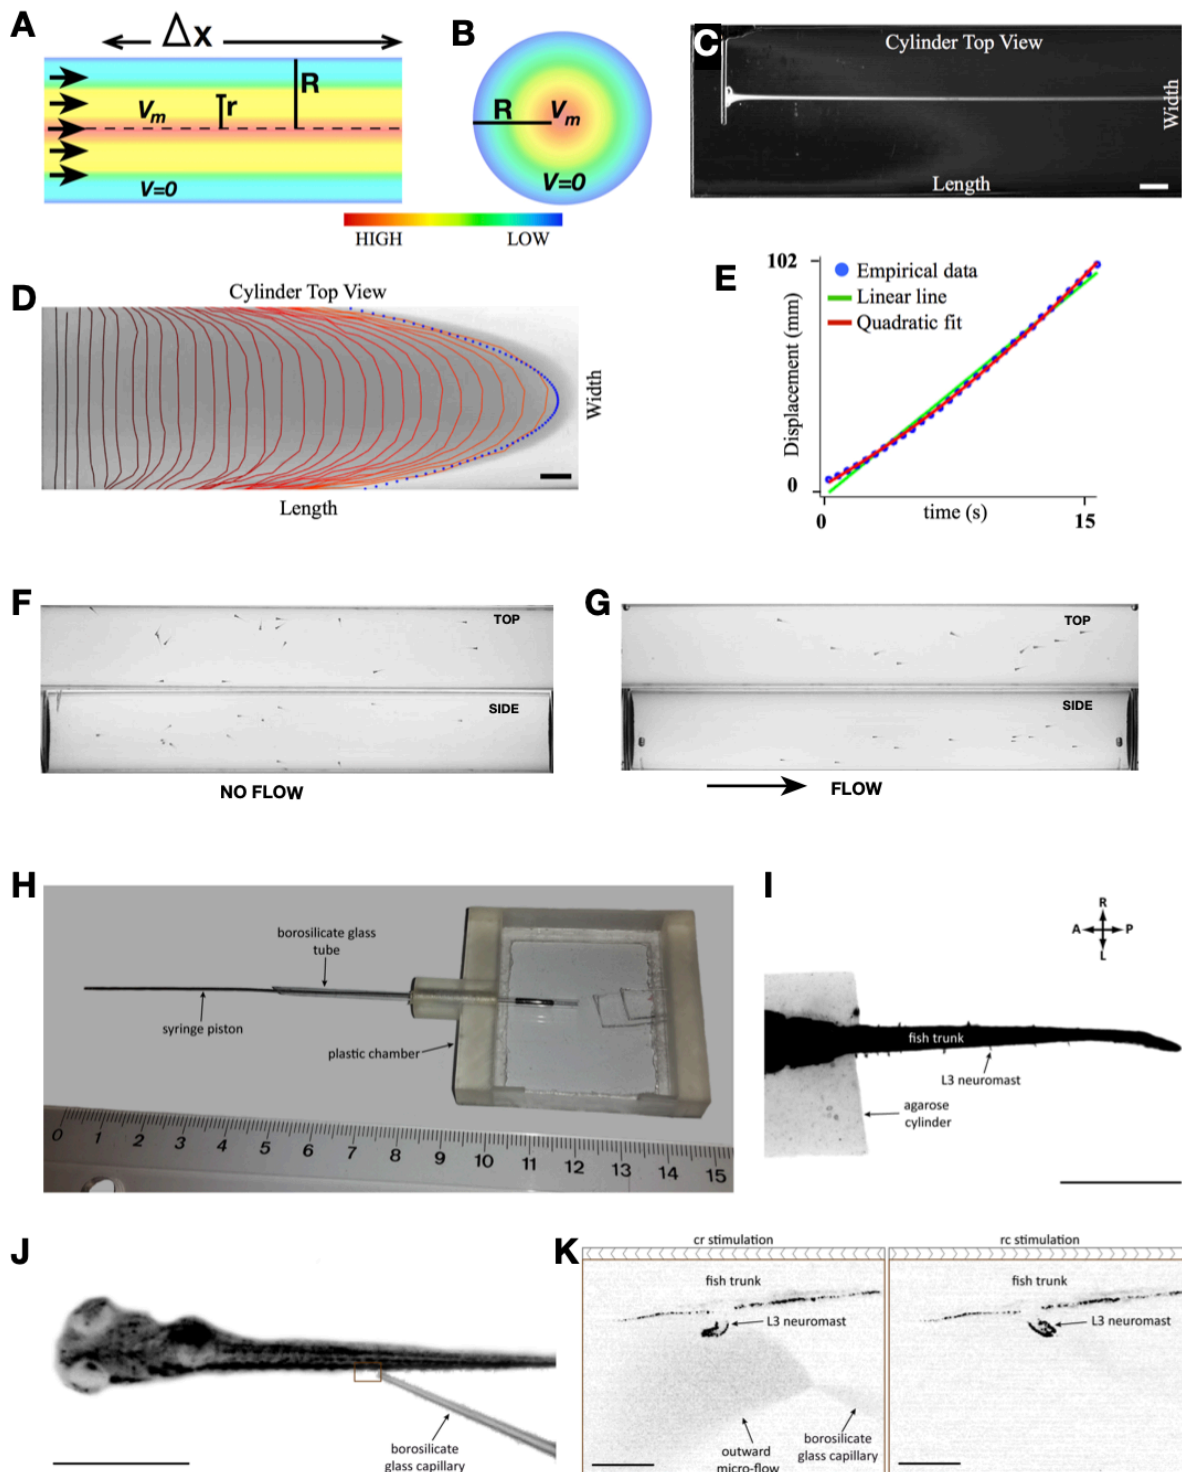 A
Δx
R
Vm
r
V=0
B
R
Vm
V=0
HIGH
LOW
C
Cylinder Top View
Width
Length
D
Cylinder Top View
Width
Length
E
102
Displacement (mm)
0
Empirical data
Linear line
Quadratic fit
0
time (s)
15
F
TOP
SIDE
NO FLOW
G
TOP
SIDE
FLOW
H
borosilicate glass
tube
syringe piston
plastic chamber
0 1 2 3 4 5 6 7 8 9 10 11 12 13 14 15
I
R
A P
L
fish trunk
L3 neuromast
agarose
cylinder
J
borosilicate
glass capillary
K
cr stimulation
fish trunk
L3 neuromast
outward
micro-flow
borosilicate
glass capillary
rc stimulation
fish trunk
L3 neuromast